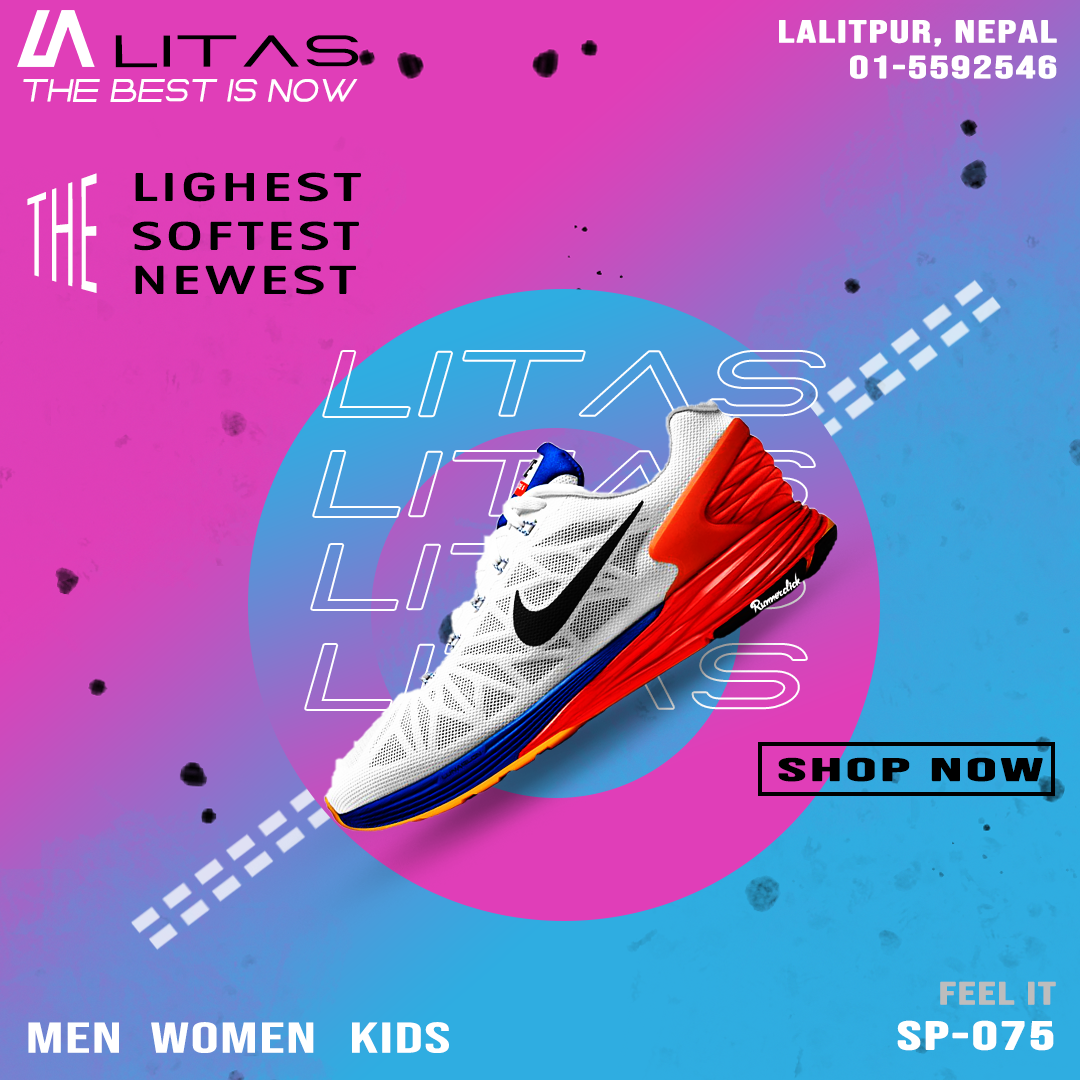 LA LITAS
THE BEST IS NOW
LALITPUR, NEPAL
01-5592546
THE
LIGHEST
SOFTEST
NEWEST
LITAS
LITAS
LITAS
LITAS
Runnerclick
SHOP NOW
FEEL IT
SP-075
MEN WOMEN KIDS